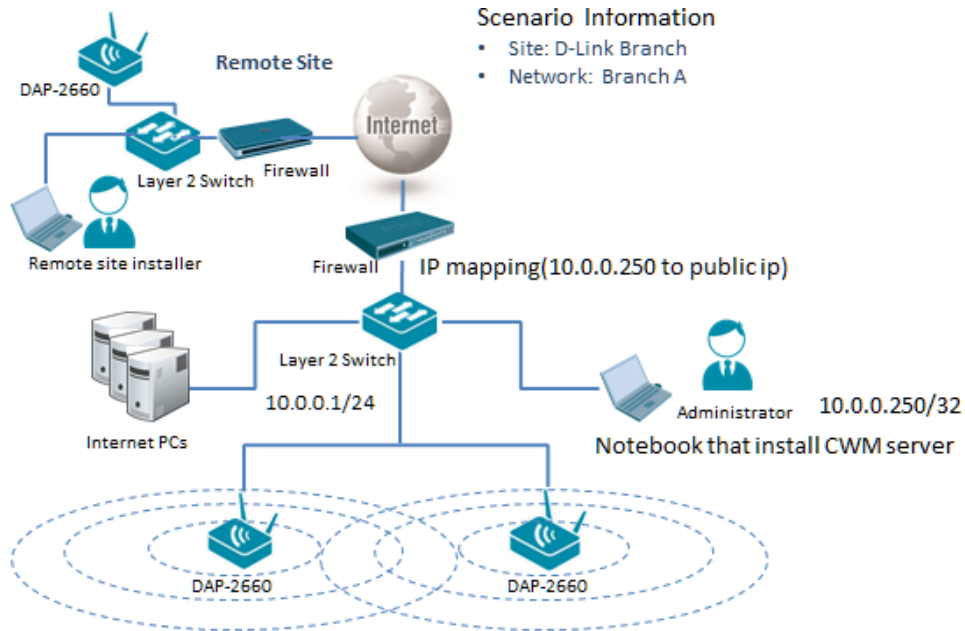 Scenario Information
• Site: D-Link Branch
• Network: Branch A
Remote Site
DAP-2660
Internet
Layer 2 Switch
Firewall
Remote site installer
Firewall
IP mapping(10.0.0.250 to public ip)
Layer 2 Switch
10.0.0.1/24
Internet PCs
Administrator
10.0.0.250/32
Notebook that install CWM server
DAP-2660
DAP-2660